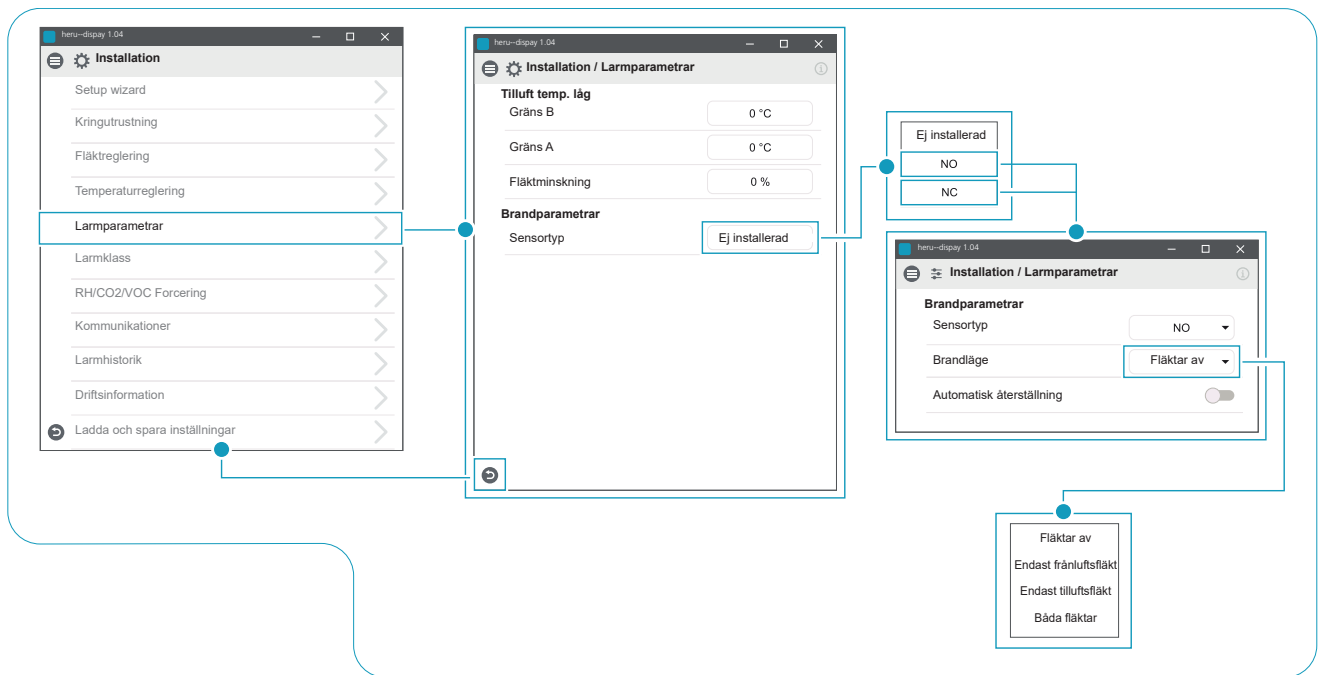 heru--dispay 1.04
Installation
Setup wizard
Kringutrustning
Fläktreglering
Temperaturreglering
Larmparametrar
Larmklass
RH/CO2/VOC Forcering
Kommunikationer
Larmhistorik
Driftsinformation
Ladda och spara inställningar
heru--dispay 1.04
Installation / Larmparametrar
Tilluft temp. låg
Gräns B 0 °C
Gräns A 0 °C
Fläktminskning 0 %
Brandparametrar
Sensortyp Ej installerad
Ej installerad
NO
NC
heru--dispay 1.04
Installation / Larmparametrar
Brandparametrar
Sensortyp NO
Brandläge Fläktar av
Automatisk återställning
Fläktar av
Endast frånluftsfläkt
Endast tilluftsfläkt
Båda fläktar